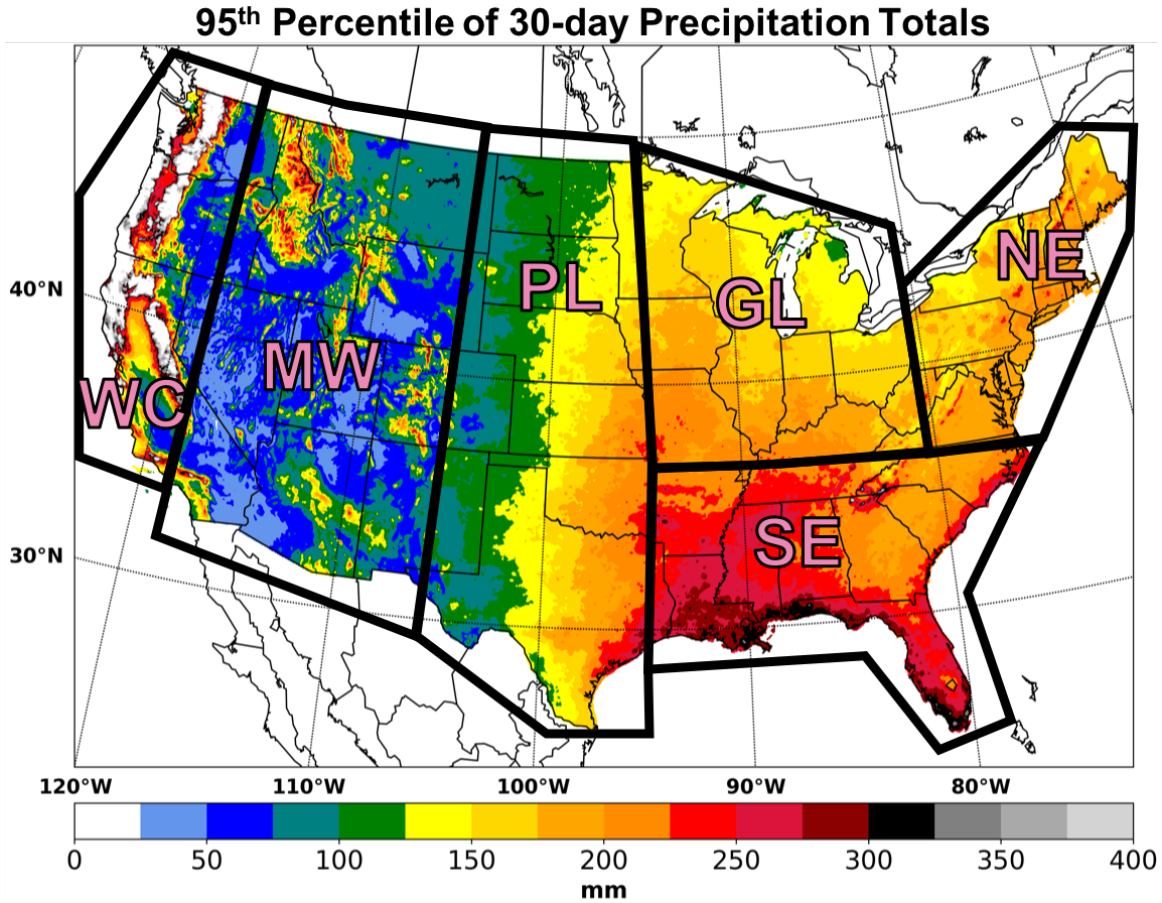 95th Percentile of 30-day Precipitation Totals
NE
PL
GL
40°N
MW
WC
SE
30°N
120°W 110°W 100°W 90°W 80°W
0 50 100 150 200 250 300 350 400
mm